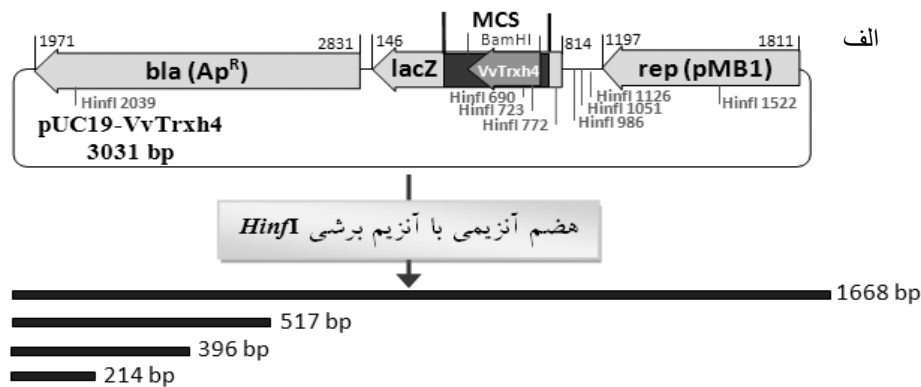 الف
MCS
1971 2831 146 BamHI 814 1197 1811
bla (Ap^R) lacZ VvTrxh4 rep (pMB1)
HinfI 2039 HinfI 690 HinfI 1126 HinfI 1522
HinfI 723 HinfI 1051
HinfI 772 HinfI 986
pUC19-VvTrxh4
3031 bp
هضم آنزیمی با آنزیم برشی HinfI
1668 bp
517 bp
396 bp
214 bp